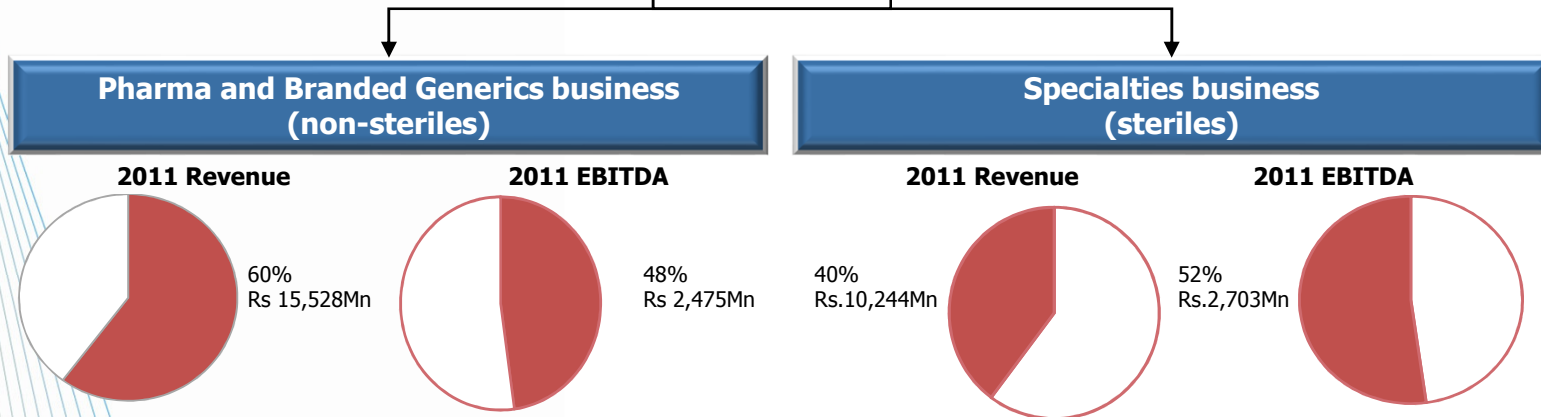 Pharma and Branded Generics business
(non-steriles)
2011 Revenue
60%
Rs 15,528Mn
2011 EBITDA
48%
Rs 2,475Mn
Specialties business
(steriles)
2011 Revenue
40%
Rs.10,244Mn
2011 EBITDA
52%
Rs.2,703Mn